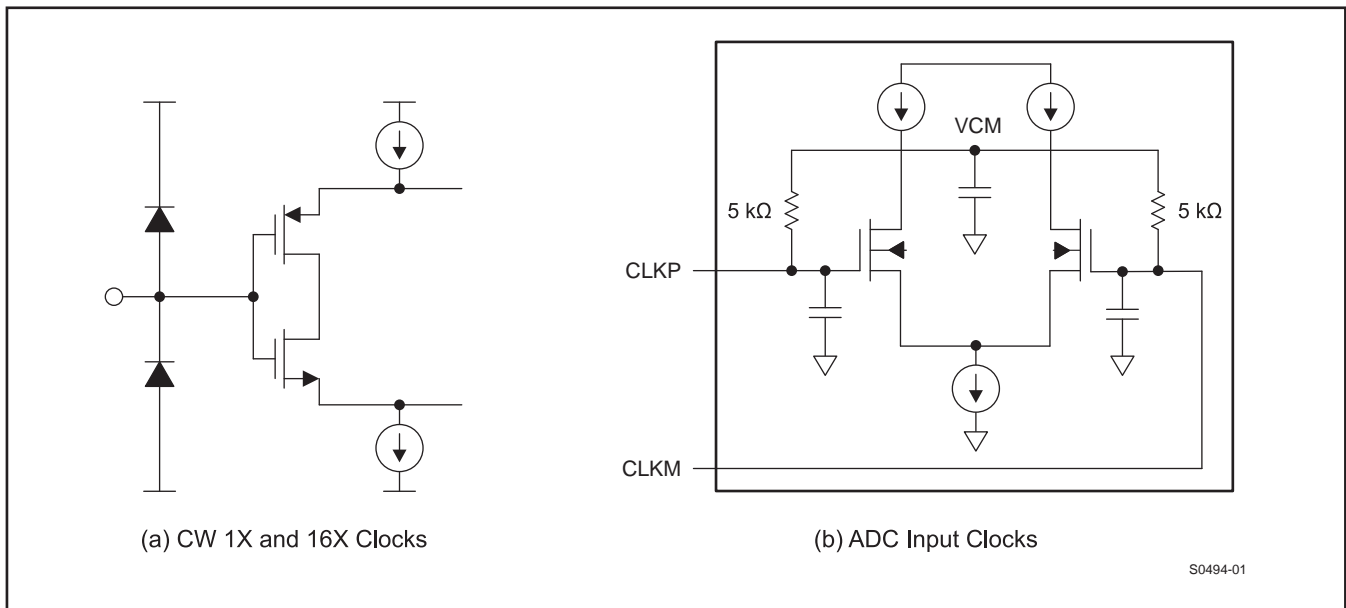 VCM
5 kΩ
5 kΩ
CLKP
CLKM
(a) CW 1X and 16X Clocks
(b) ADC Input Clocks
S0494-01